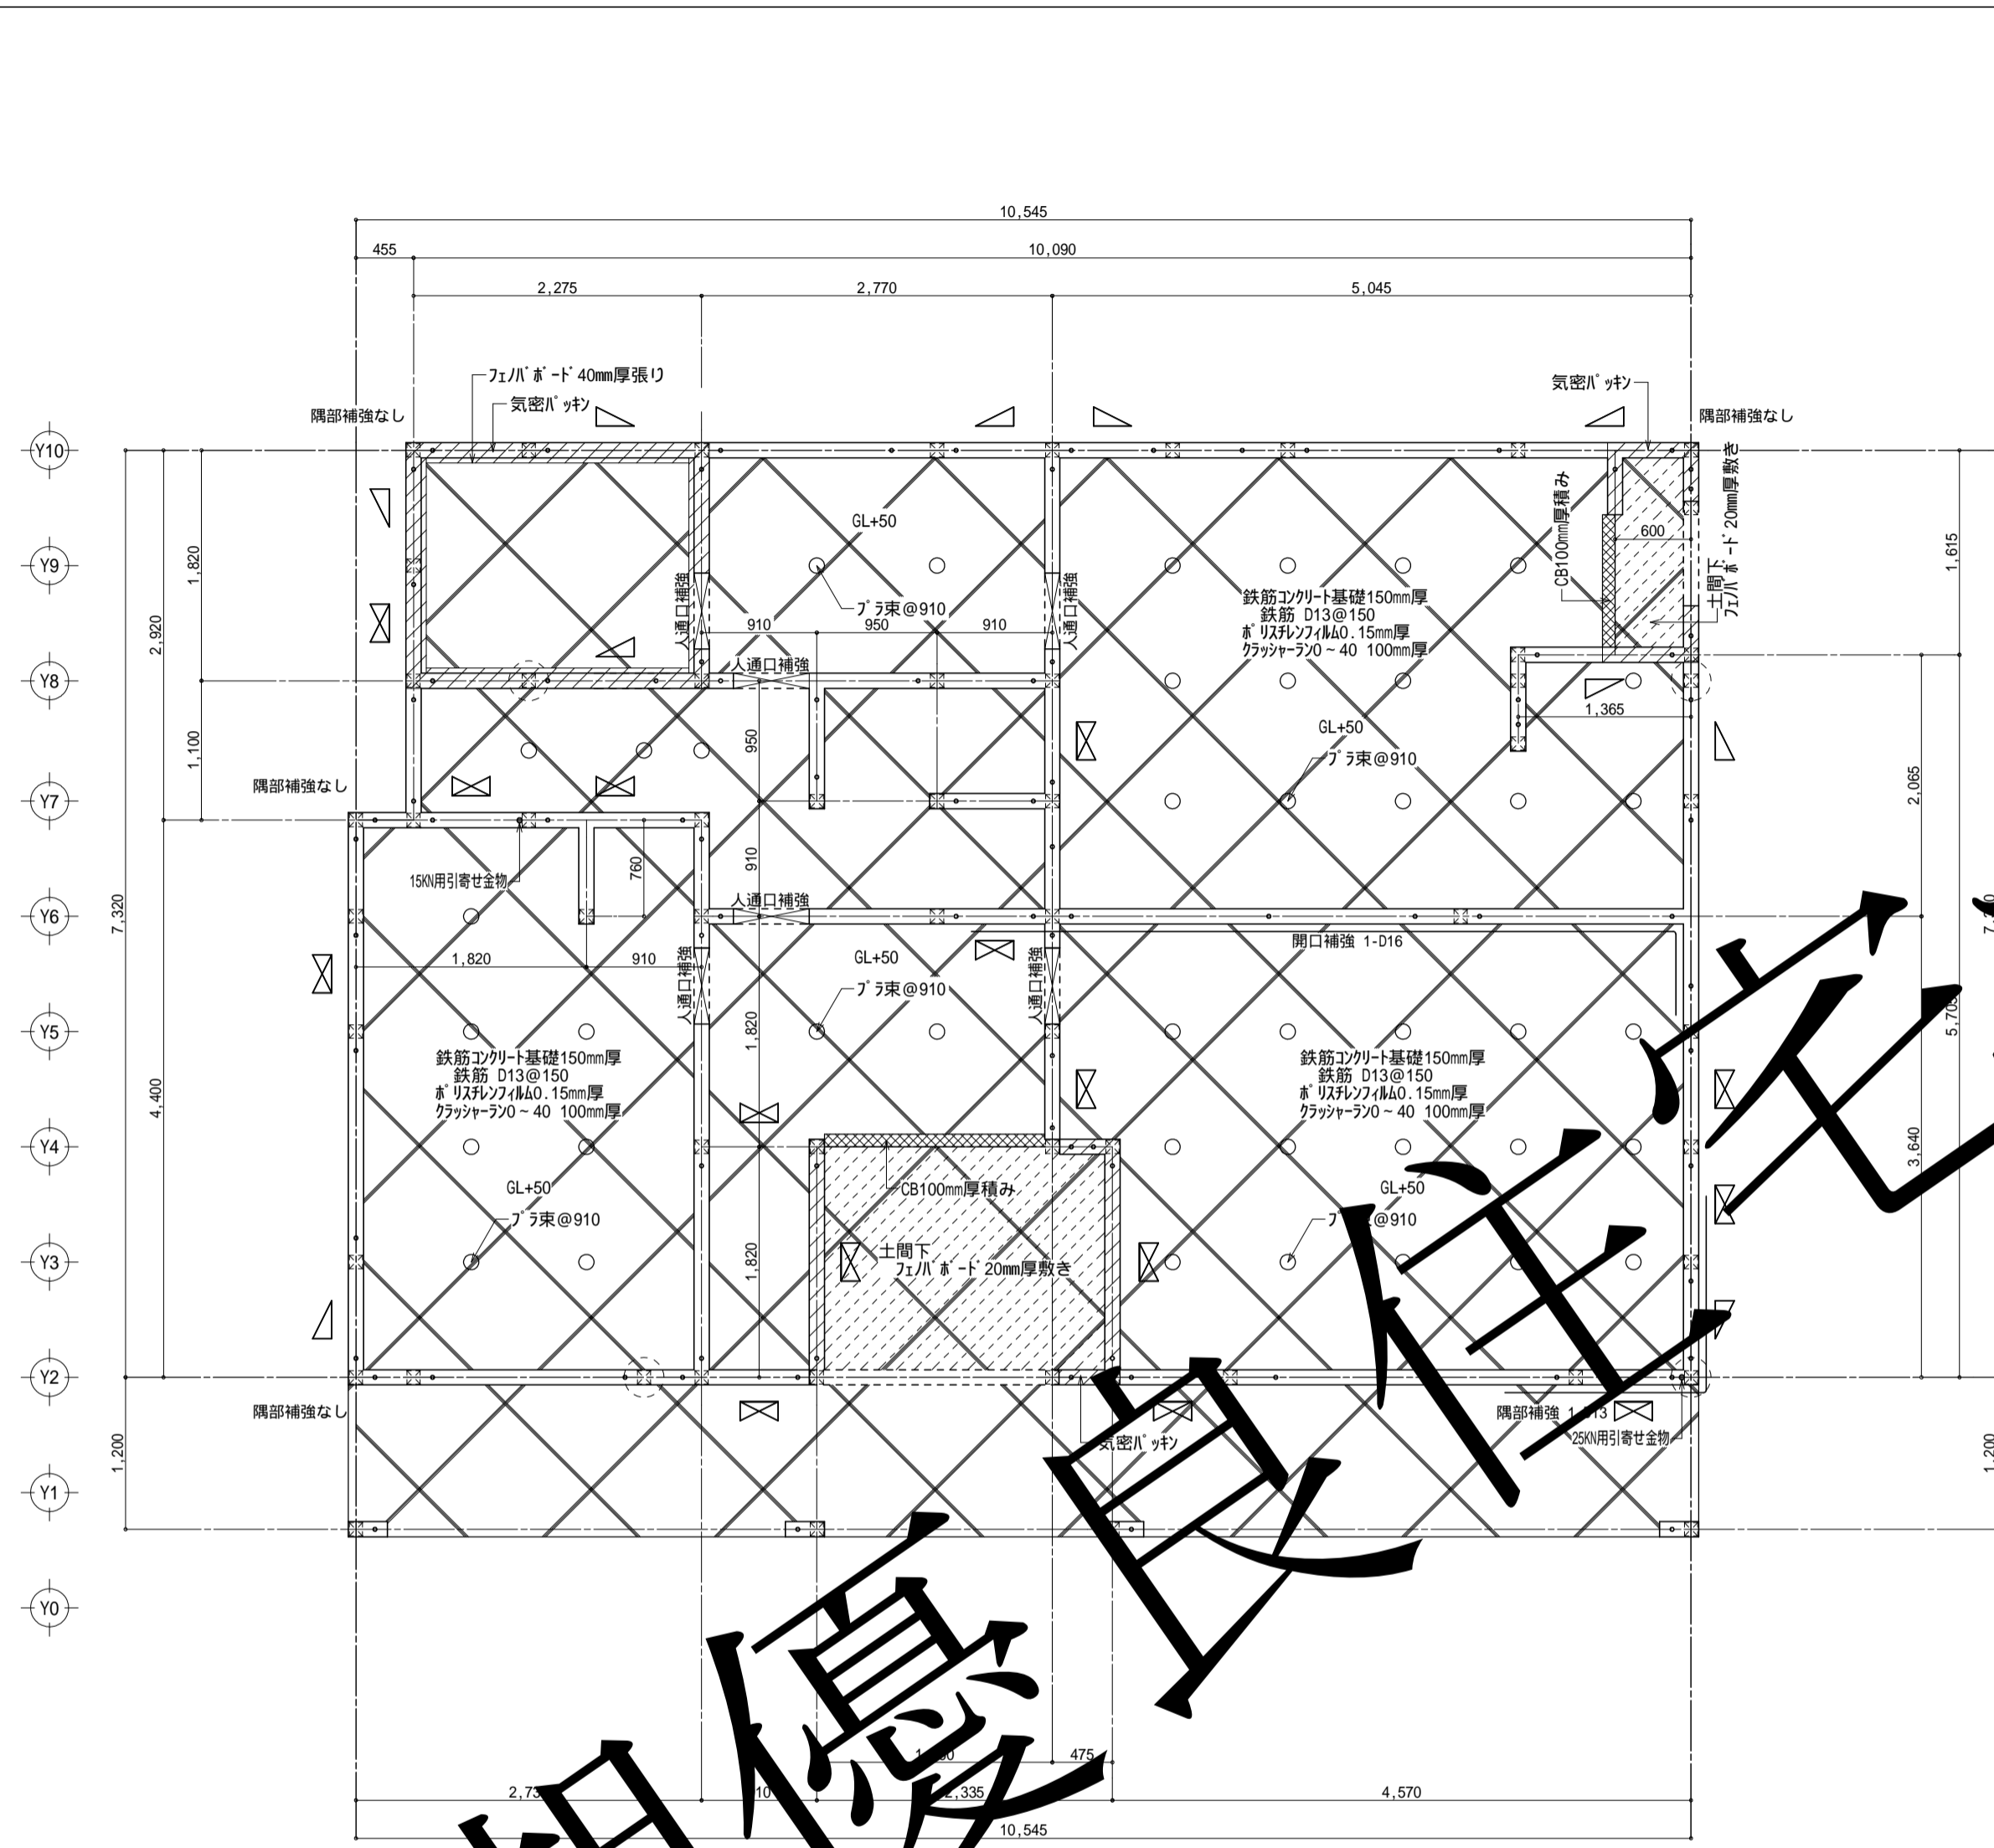 10,545
455
10,090
2,275
2,770
5,045
フェノバボード40mm厚張り
気密パッキン
隅部補強なし
気密パッキン
隅部補強なし
Y10
Y9
Y8
Y7
Y6
Y5
Y4
Y3
Y2
Y1
Y0
7,320
1,200
2,920
4,400
1,820
1,100
GL+50
プラ束@910
人通口補強
人通口補強
910
950
910
人通口補強
鉄筋コンクリート基礎150mm厚
鉄筋 D13@150
ポリスチレンフィルム0.15mm厚
クラッシャーラン0~40 100mm厚
CB100mm厚積み
600
土間下
フェノバボード20mm厚敷き
1,615
1,365
GL+50
プラ束@910
2,065
950
隅部補強なし
15KN用引寄せ金物
760
910
人通口補強
1,820
910
人通口補強
GL+50
プラ束@910
人通口補強
開口補強 1-D16
1,820
5,705
鉄筋コンクリート基礎150mm厚
鉄筋 D13@150
ポリスチレンフィルム0.15mm厚
クラッシャーラン0~40 100mm厚
鉄筋コンクリート基礎150mm厚
鉄筋 D13@150
ポリスチレンフィルム0.15mm厚
クラッシャーラン0~40 100mm厚
3,640
GL+50
プラ束@910
CB100mm厚積み
土間下
フェノバボード20mm厚敷き
1,820
GL+50
@910
隅部補強なし
気密パッキン
隅部補強
25KN用引寄せ金物
1,200
億
良
住
475
2,335
4,570
10,545